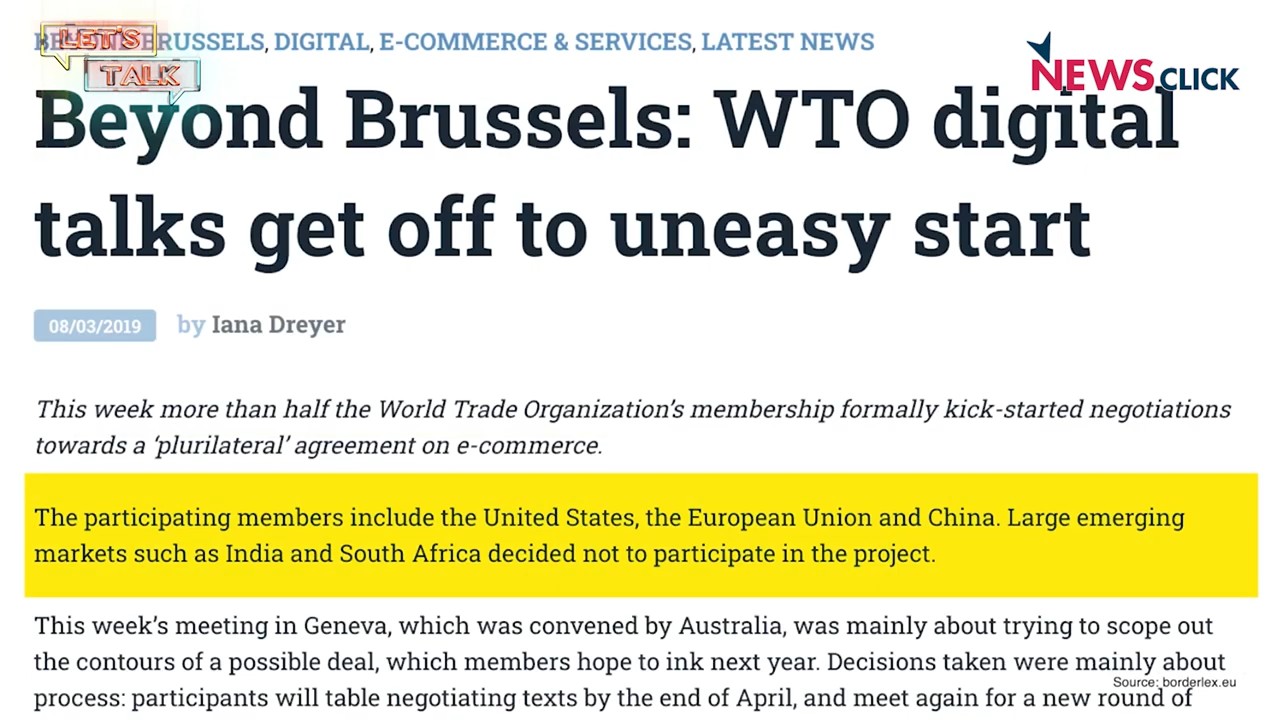 BEYOND BRUSSELS, DIGITAL, E-COMMERCE & SERVICES, LATEST NEWS
LET'S
TALK
NEWSCLICK
Beyond Brussels: WTO digital
talks get off to uneasy start
08/03/2019 by Iana Dreyer
This week more than half the World Trade Organization's membership formally kick-started negotiations
towards a ‘plurilateral’ agreement on e-commerce.
The participating members include the United States, the European Union and China. Large emerging
markets such as India and South Africa decided not to participate in the project.
This week's meeting in Geneva, which was convened by Australia, was mainly about trying to scope out
the contours of a possible deal, which members hope to ink next year. Decisions taken were mainly about
Source: borderlex.eu
process: participants will table negotiating texts by the end of April, and meet again for a new round of